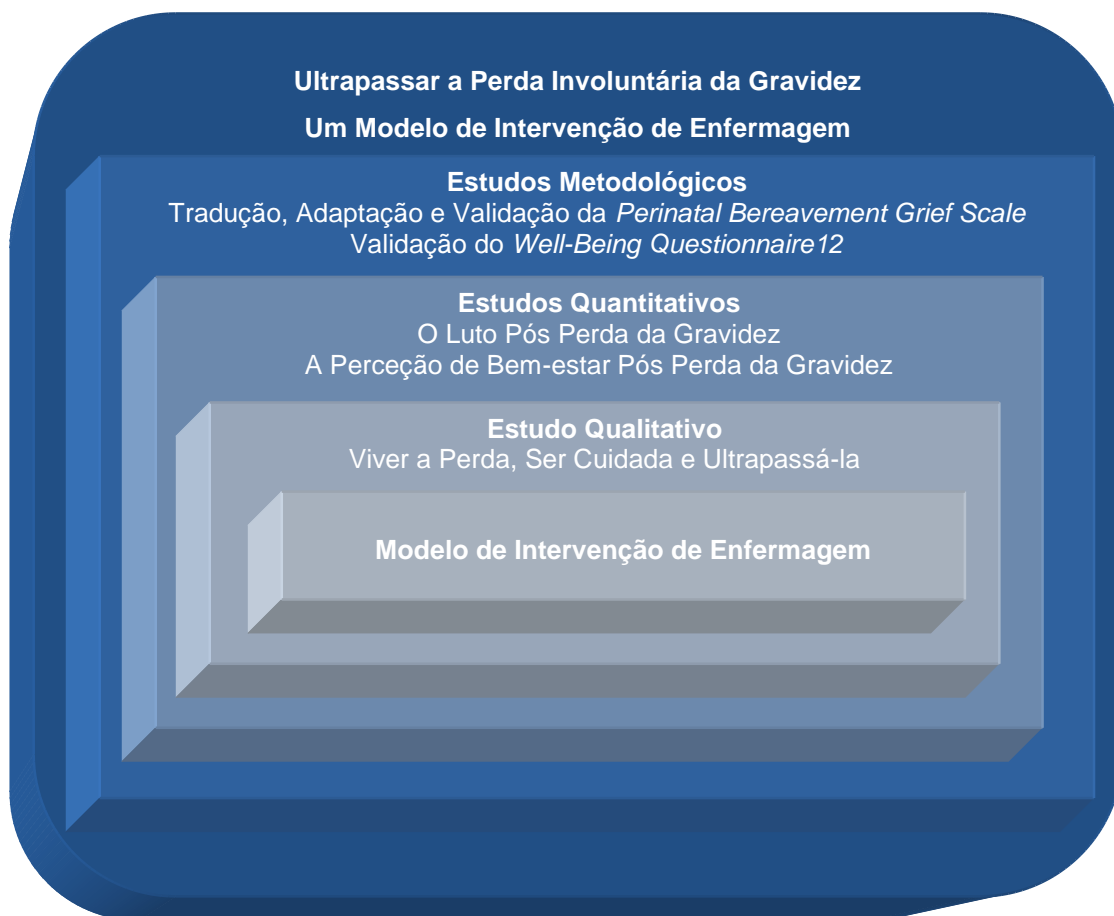 Ultrapassar a Perda Involuntária da Gravidez
Um Modelo de Intervenção de Enfermagem
Estudos Metodológicos
Tradução, Adaptação e Validação da Perinatal Bereavement Grief Scale
Validação do Well-Being Questionnaire12
Estudos Quantitativos
O Luto Pós Perda da Gravidez
A Perceção de Bem-estar Pós Perda da Gravidez
Estudo Qualitativo
Viver a Perda, Ser Cuidada e Ultrapassá-la
Modelo de Intervenção de Enfermagem